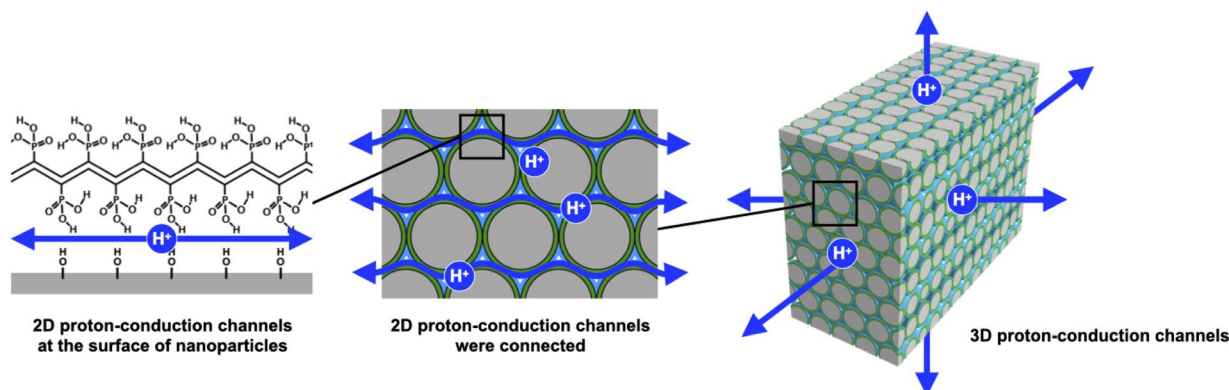 H⁺
H H H H H
O O O O O
2D proton-conduction channels
at the surface of nanoparticles
H⁺
H⁺
H⁺
2D proton-conduction channels
were connected
H⁺
H⁺
H⁺
3D proton-conduction channels